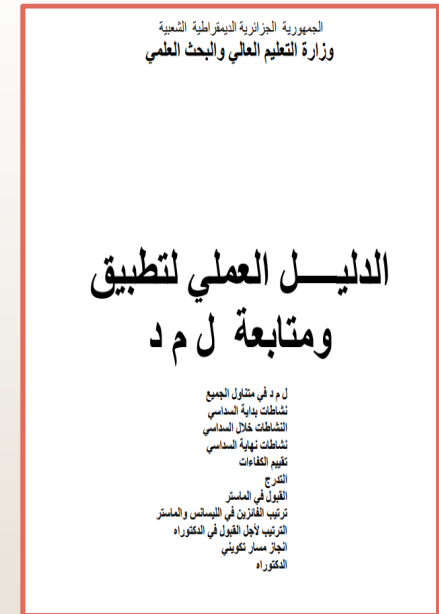 الجمهورية الجزائرية الديمقراطية الشعبية
وزارة التعليم العالي والبحث العلمي
الدليـــــل العملي لتطبيق
ومتابعة ل م د
ل م د في متناول الجميع
نشاطات بداية السداسي
النشاطات خلال السداسي
نشاطات نهاية السداسي
تقييم الكفاءات
التدرج
القبول في الماستر
ترتيب الفائزين في الليسانس والماستر
الترتيب لأجل القبول في الدكتوراه
انجاز مسار تكويني
الدكتوراه